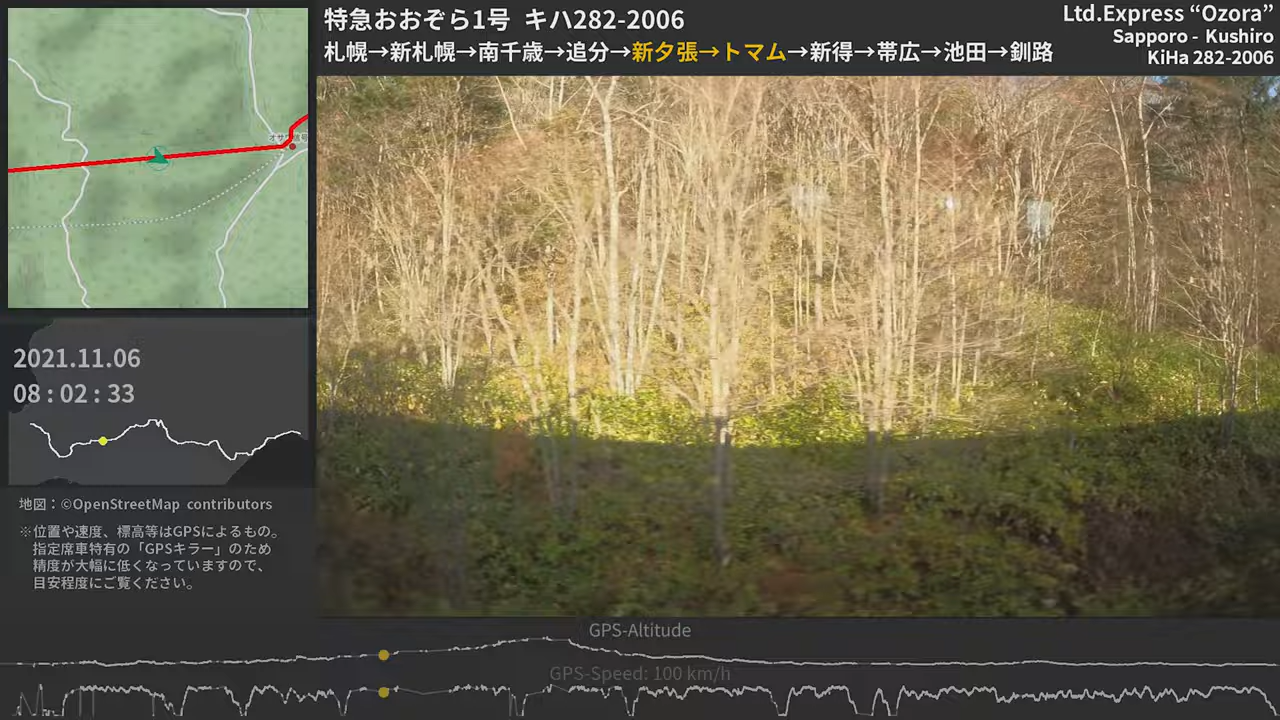 特急おおぞら1号 キハ282-2006
札幌→新札幌→南千歳→追分→新夕張→トマム→新得→帯広→池田→釧路
Ltd.Express “Ozora”
Sapporo - Kushiro
KiHa 282-2006
2021.11.06
08:02:33
地図：©OpenStreetMap contributors
※位置や速度、標高等はGPSによるもの。
指定席車特有の「GPSキラー」のため
精度が大幅に低くなっていますので、
目安程度にご覧ください。
GPS-Altitude
GPS-Speed: 100 km/h